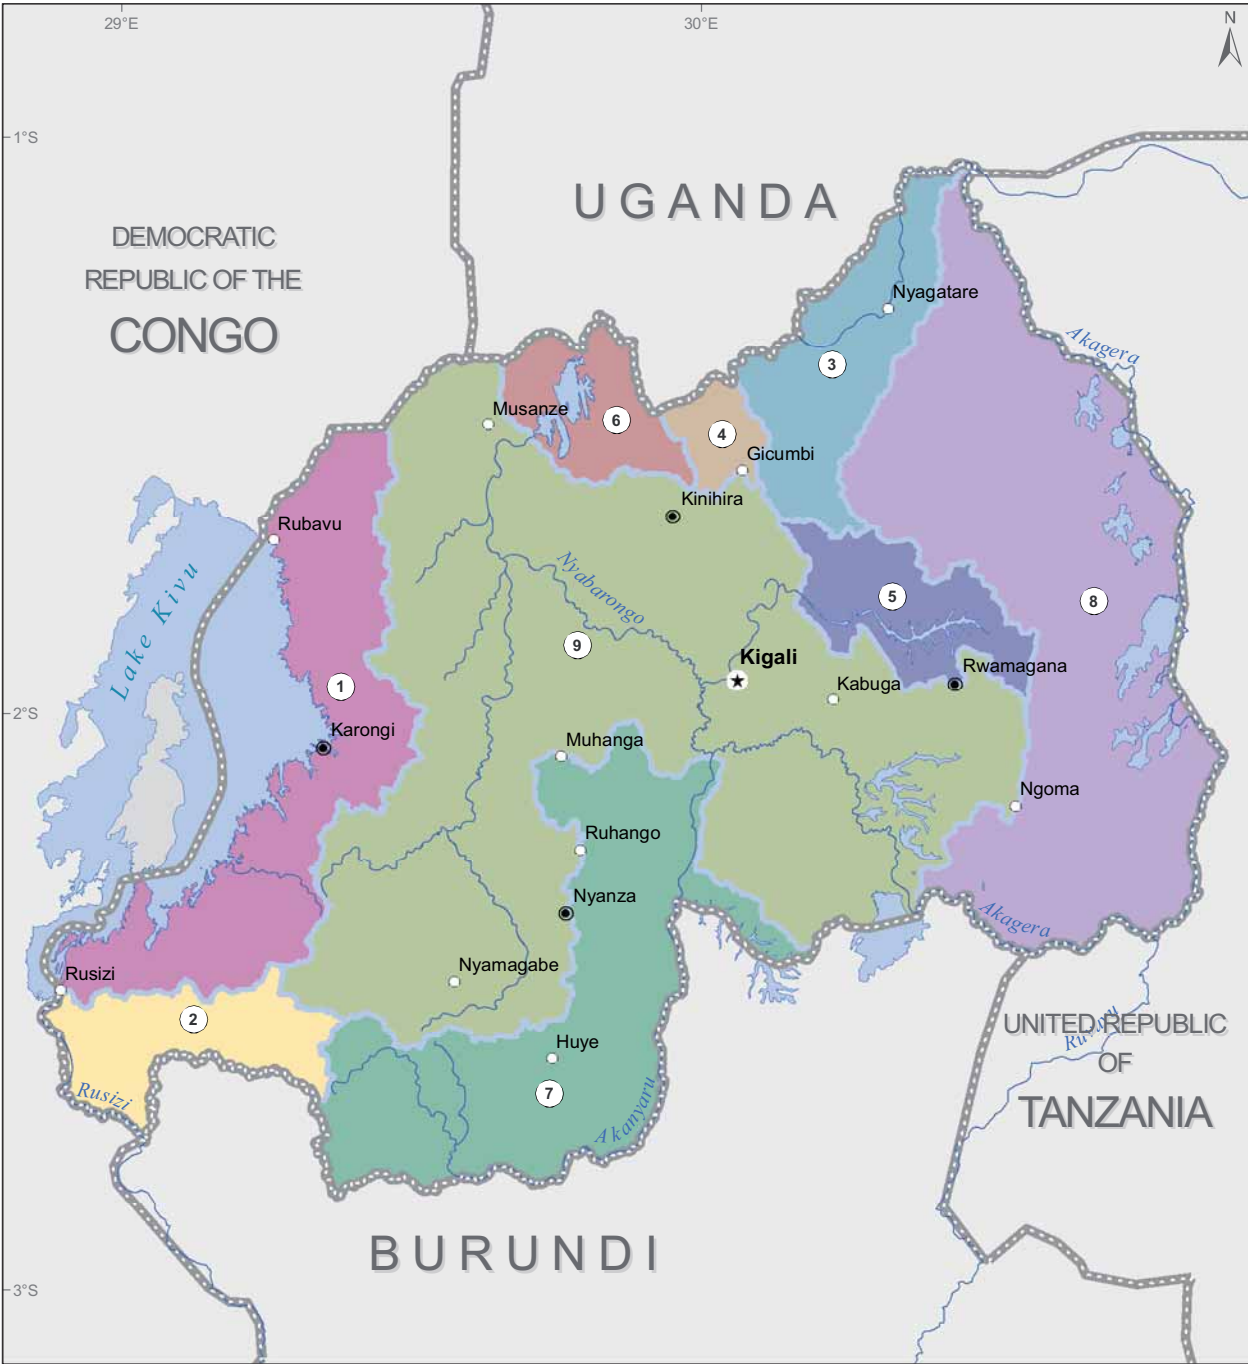 29°E
30°E
N
1°S
UGANDA
DEMOCRATIC
REPUBLIC OF THE
CONGO
Nyagatare
Akagera
3
Musanze
6
4
Gicumbi
Kinihira
Rubavu
Nyabarongo
Lake Kivu
5
8
9
Kigali
Rwamagana
1
Kabuga
2°S
Karongi
Muhanga
Ngoma
Ruhango
Nyanza
Akagera
Nyamagabe
Rusizi
2
UNITED REPUBLIC
Ruvuvu
OF
TANZANIA
Huye
7
Rusizi
Akanyaru
BURUNDI
3°S